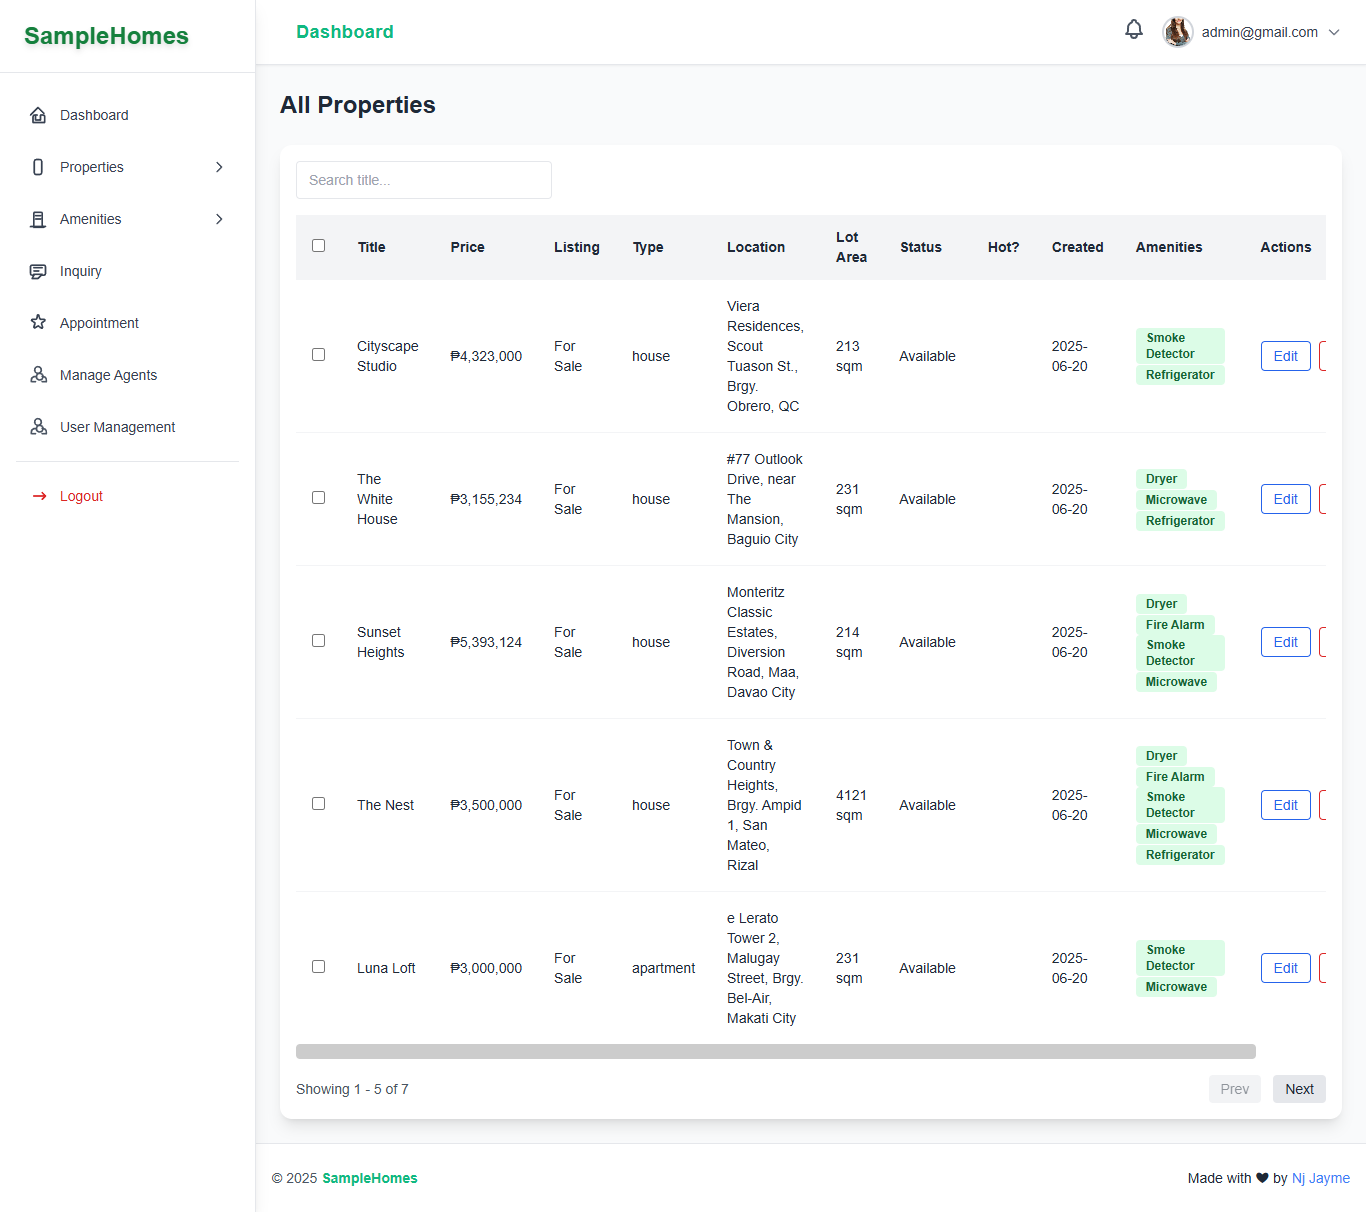 SampleHomes
Dashboard
admin@gmail.com
Dashboard
Properties
Amenities
Inquiry
Appointment
Manage Agents
User Management
Logout
All Properties
Search title...
Title Price Listing Type Location Lot Area Status Hot? Created Amenities Actions
Cityscape
Studio
₱4,323,000
For
Sale
house
Viera
Residences,
Scout
Tuason St.,
Brgy.
Obrero, QC
213
sqm
Available
2025-
06-20
Smoke
Detector
Refrigerator
Edit
The
White
House
₱3,155,234
For
Sale
house
#77 Outlook
Drive, near
The
Mansion,
Baguio City
231
sqm
Available
2025-
06-20
Dryer
Microwave
Refrigerator
Edit
Sunset
Heights
₱5,393,124
For
Sale
house
Monteritz
Classic
Estates,
Diversion
Road, Maa,
Davao City
214
sqm
Available
2025-
06-20
Dryer
Fire Alarm
Smoke
Detector
Microwave
Edit
The Nest
₱3,500,000
For
Sale
house
Town &
Country
Heights,
Brgy. Ampid
1, San
Mateo,
Rizal
4121
sqm
Available
2025-
06-20
Dryer
Fire Alarm
Smoke
Detector
Microwave
Refrigerator
Edit
Luna Loft
₱3,000,000
For
Sale
apartment
e Lerato
Tower 2,
Malugay
Street, Brgy.
Bel-Air,
Makati City
231
sqm
Available
2025-
06-20
Smoke
Detector
Microwave
Edit
Showing 1 - 5 of 7
Prev
Next
© 2025 SampleHomes
Made with ♥ by Nj Jayme